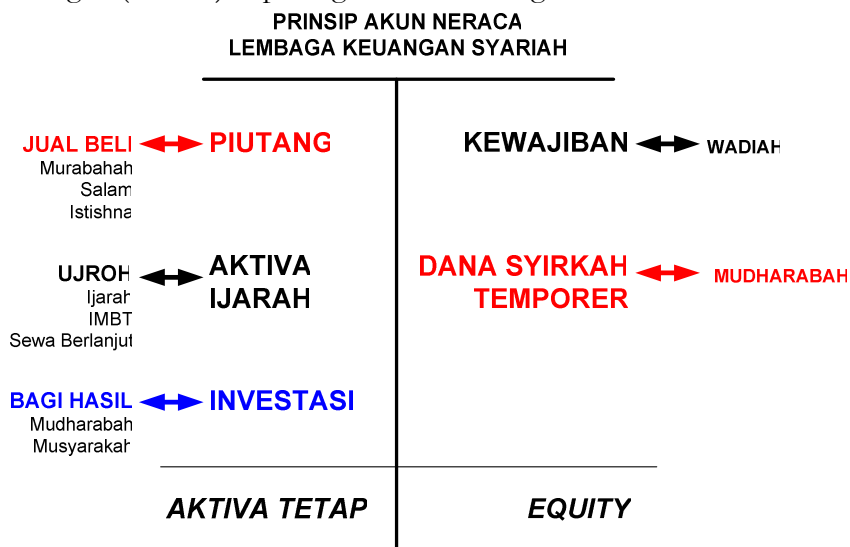 PRINSIP AKUN NERACA
LEMBAGA KEUANGAN SYARIAH
JUAL BELI
Murabahah
Salam
Istishna
PIUTANG
UJROH
Ijarah
IMBT
Sewa Berlanjut
AKTIVA
IJARAH
BAGI HASIL
Mudharabah
Musyarakah
INVESTASI
AKTIVA TETAP
KEWAJIBAN
WADIAH
DANA SYIRKAH
TEMPORER
MUDHARABAH
EQUITY